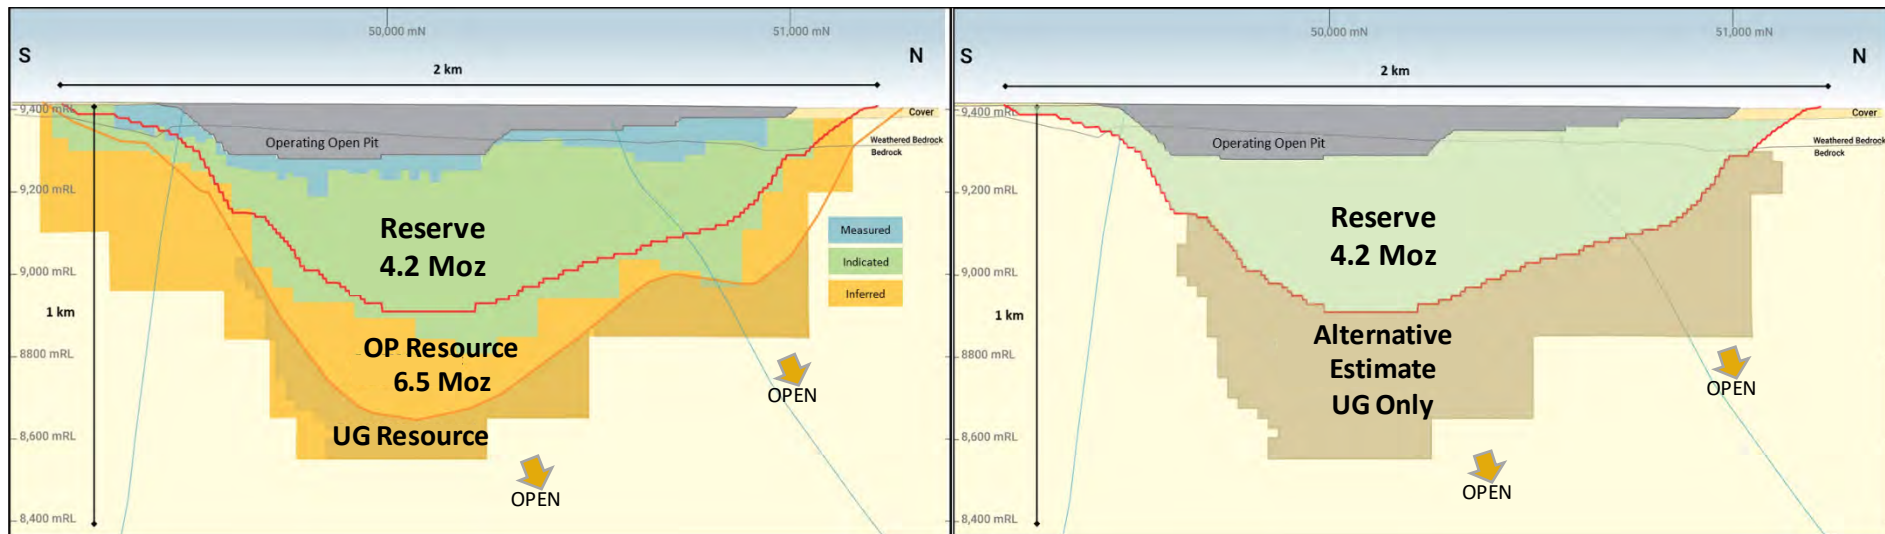 50,000 mN
51,000 mN
S
N
2 km
9,400 mRL
Cover
Operating Open Pit
Weathered Bedrock
Bedrock
9,200 mRL
Reserve
4.2 Moz
Measured
Indicated
Inferred
9,000 mRL
1 km
OP Resource
6.5 Moz
8800 mRL
OPEN
UG Resource
8,600 mRL
OPEN
8,400 mRL
50,000 mN
51,000 mN
S
N
2 km
9,400 mRL
Cover
Operating Open Pit
Weathered Bedrock
Bedrock
9,200 mRL
Reserve
4.2 Moz
9,000 mRL
1 km
Alternative
Estimate
UG Only
8800 mRL
OPEN
8,600 mRL
OPEN
8,400 mRL